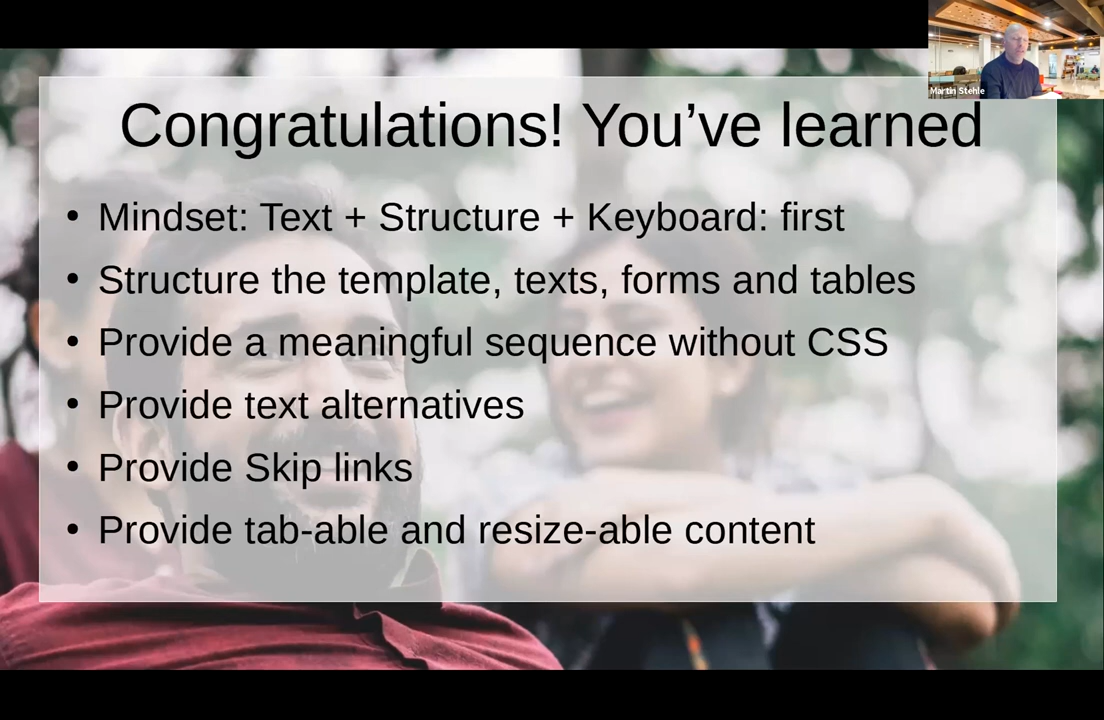 Martin Stehle
Congratulations! You’ve learned
• Mindset: Text + Structure + Keyboard: first
• Structure the template, texts, forms and tables
• Provide a meaningful sequence without CSS
• Provide text alternatives
• Provide Skip links
• Provide tab-able and resize-able content